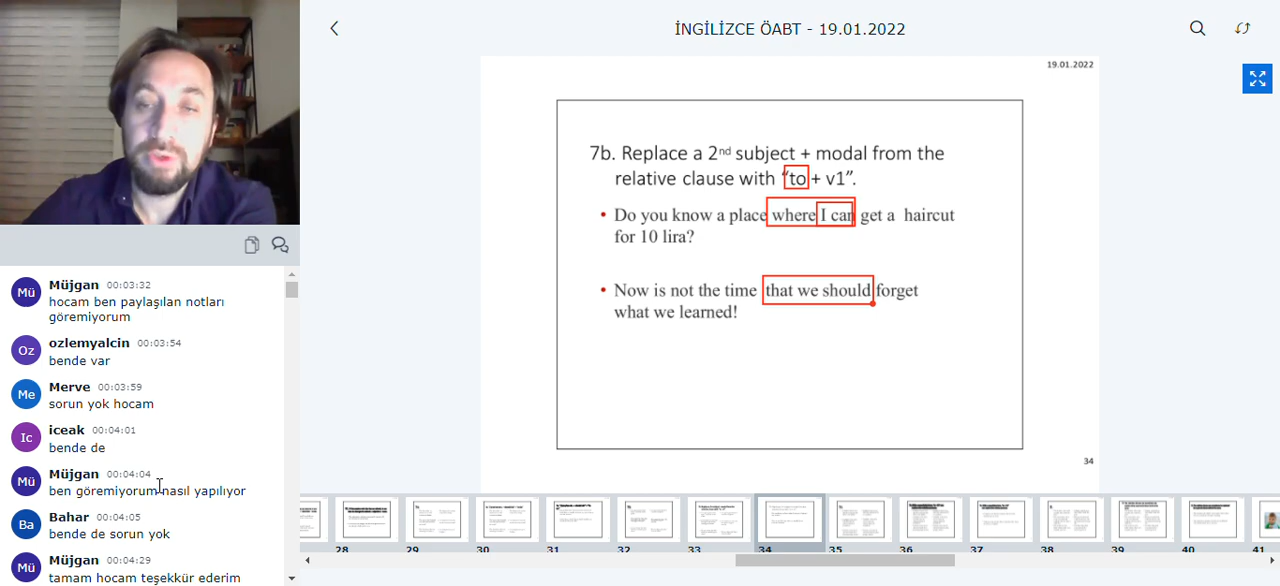 İNGİLİZCE ÖABT - 19.01.2022
19.01.2022
7b. Replace a 2nd subject + modal from the
relative clause with “to + v1”.
• Do you know a place where I can get a haircut
for 10 lira?
• Now is not the time that we should forget
what we learned!
34
Mü
Müjgan 00:03:32
hocam ben paylaşılan notları
göremiyorum
Oz
ozlemyalcin 00:03:54
bende var
Me
Merve 00:03:59
sorun yok hocam
Ic
iceak 00:04:01
bende de
Mü
Müjgan 00:04:04
ben göremiyorum nasıl yapılıyor
Ba
Bahar 00:04:05
bende de sorun yok
Mü
Müjgan 00:04:29
tamam hocam teşekkür ederim
28 29 30 31 32 33 34 35 36 37 38 39 40 41